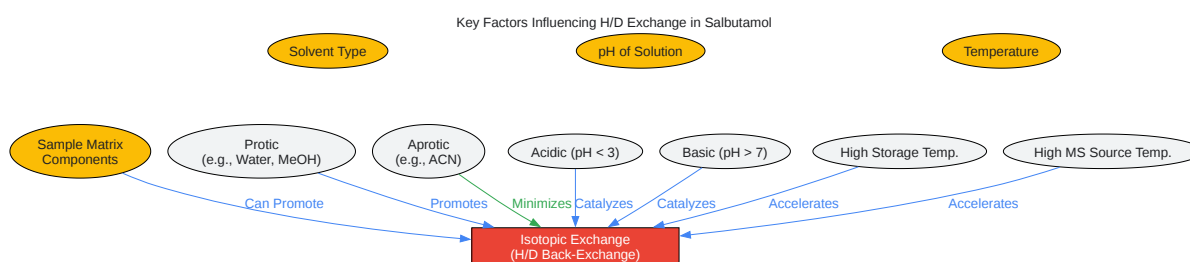 Key Factors Influencing H/D Exchange in Salbutamol
Solvent Type
pH of Solution
Temperature
Sample Matrix
Components
Protic
(e.g., Water, MeOH)
Aprotic
(e.g., ACN)
Acidic (pH < 3)
Basic (pH > 7)
High Storage Temp.
High MS Source Temp.
Can Promote
Promotes
Minimizes
Catalyzes
Catalyzes
Accelerates
Accelerates
Isotopic Exchange
(H/D Back-Exchange)